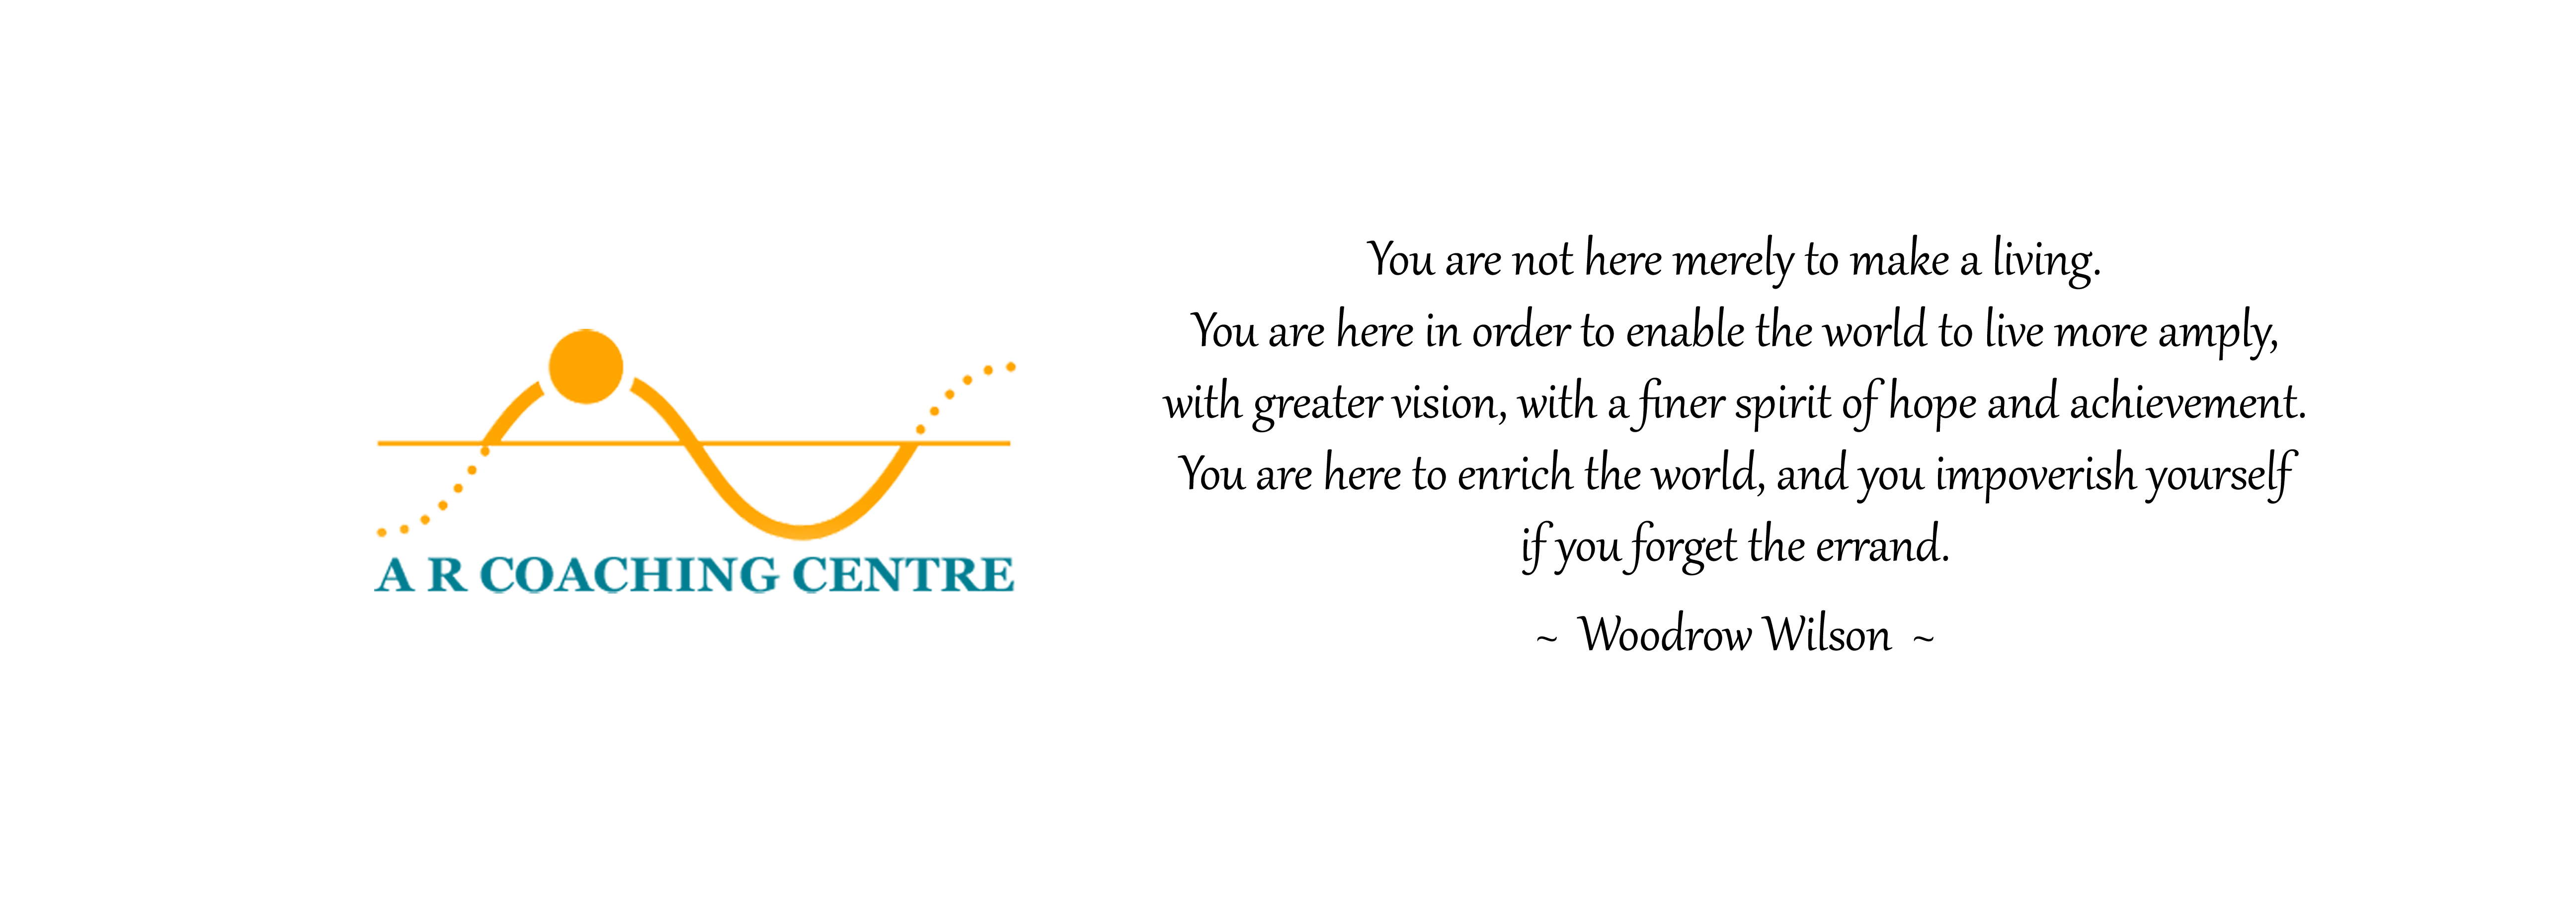 A R COACHING CENTRE
You are not here merely to make a living.
You are here in order to enable the world to live more amply,
with greater vision, with a finer spirit of hope and achievement.
You are here to enrich the world, and you impoverish yourself
if you forget the errand.
~ Woodrow Wilson ~